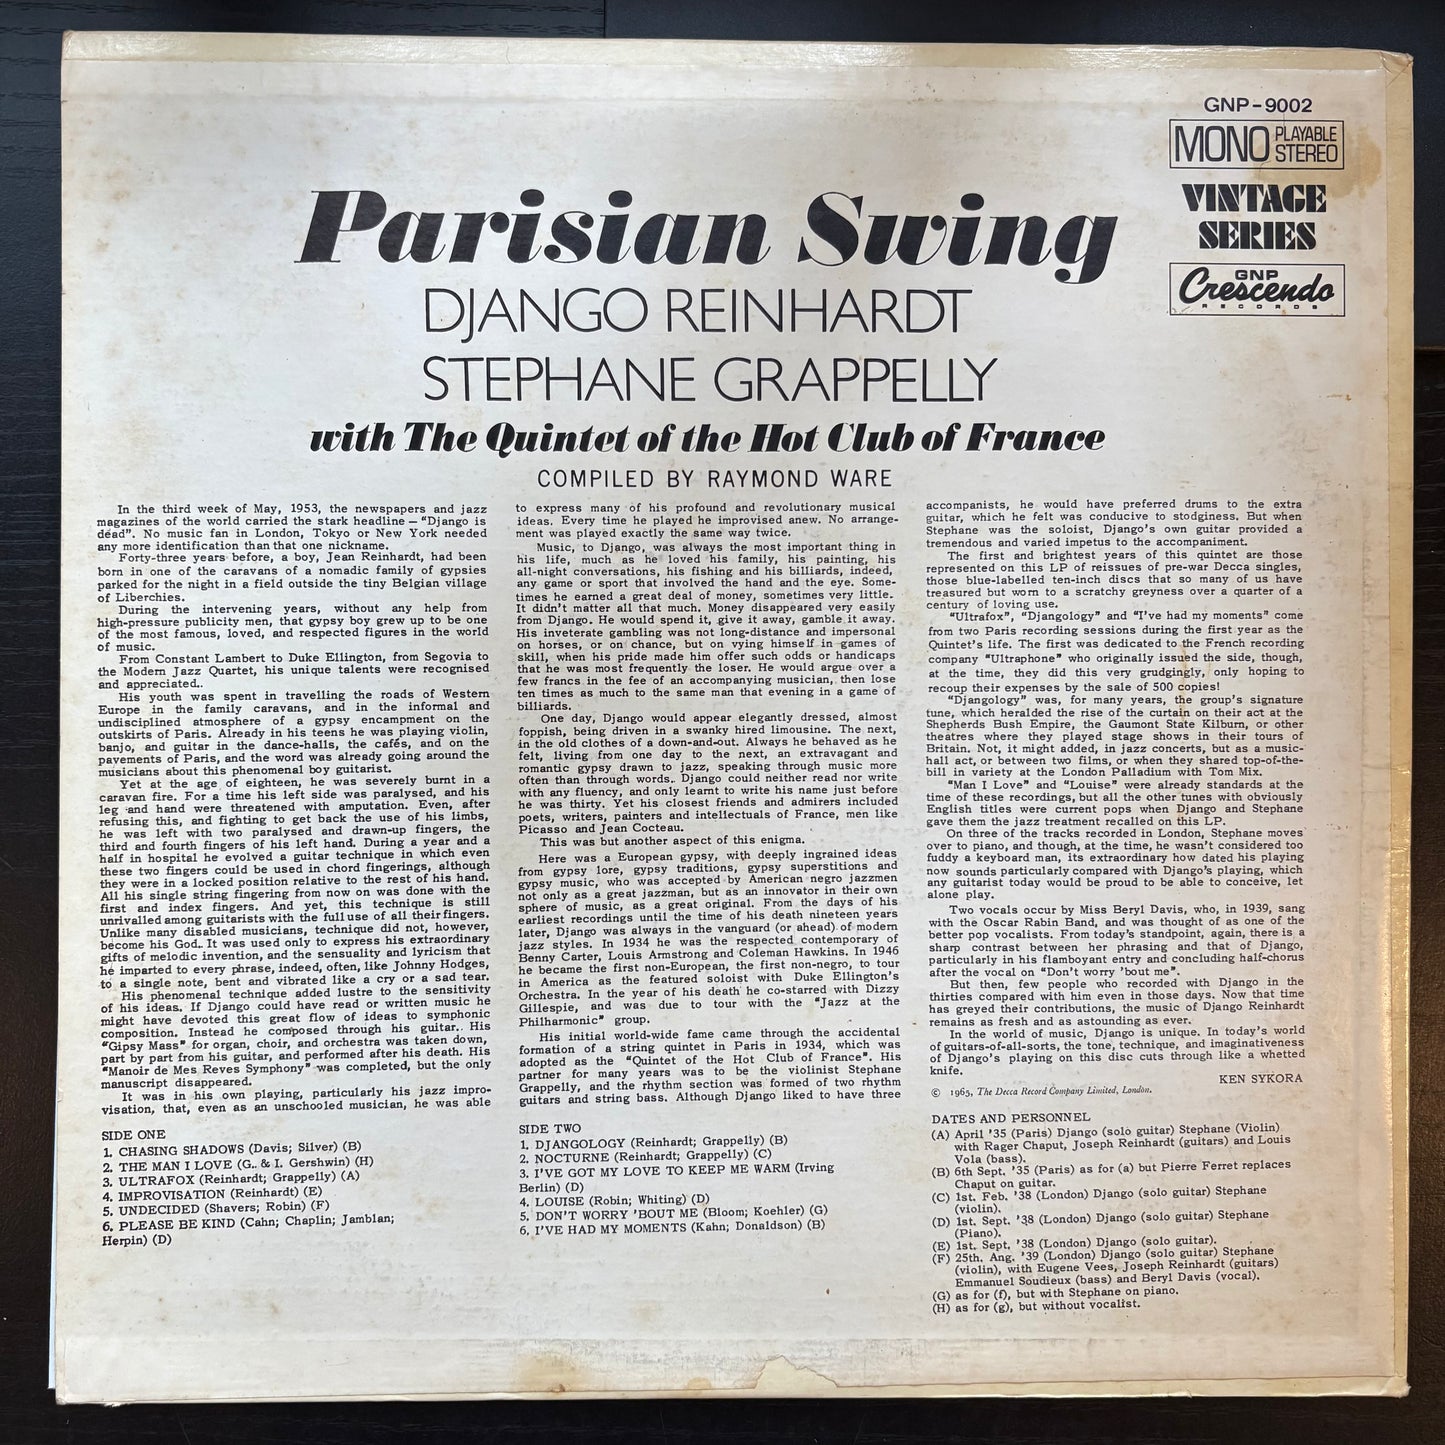 GNP-9002
MONO PLAYABLE STEREO
VINTAGE
SERIES
GNP
Crescendo
RECORDS
Parisian Swing
DJANGO REINHARDT
STEPHANE GRAPPELLY
with The Quintet of the Hot Club of France
COMPILED BY RAYMOND WARE
In the third week of May, 1953, the newspapers and jazz
magazines of the world carried the stark headline — "Django is
dead". No music fan in London, Tokyo or New York needed
any more identification than that one nickname.
Forty-three years before, a boy, Jean Reinhardt, had been
born in one of the caravans of a nomadic family of gypsies
parked for the night in a field outside the tiny Belgian village
of Liberchies.
During the intervening years, without any help from
high-pressure publicity men, that gypsy boy grew up to be one
of the most famous, loved, and respected figures in the world
of music.
From Constant Lambert to Duke Ellington, from Segovia to
the Modern Jazz Quartet, his unique talents were recognised
and appreciated..
His youth was spent in travelling the roads of Western
Europe in the family caravans, and in the informal and
undisciplined atmosphere of a gypsy encampment on the
outskirts of Paris. Already in his teens he was playing violin,
banjo, and guitar in the dance-halls, the cafés, and on the
pavements of Paris, and the word was already going around the
musicians about this phenomenal boy guitarist.
Yet at the age of eighteen, he was severely burnt in a
caravan fire. For a time his left side was paralysed, and his
leg and hand were threatened with amputation. Even, after
refusing this, and fighting to get back the use of his limbs,
he was left with two paralysed and drawn-up fingers, the
third and fourth fingers of his left hand. During a year and a
half in hospital he evolved a guitar technique in which even
these two fingers could be used in chord fingerings, although
they were in a locked position relative to the rest of his hand.
All his single string fingering from now on was done with the
first and index fingers. And yet, this technique is still
unrivalled among guitarists with the full use of all their fingers.
Unlike many disabled musicians, technique did not, however,
become his God.. It was used only to express his extraordinary
gifts of melodic invention, and the sensuality and lyricism that
he imparted to every phrase, indeed, often, like Johnny Hodges,
to a single note, bent and vibrated like a cry or a sad tear.
His phenomenal technique added lustre to the sensitivity
of his ideas. If Django could have read or written music he
might have devoted this great flow of ideas to symphonic
composition. Instead he composed through his guitar. His
"Gipsy Mass" for organ, choir, and orchestra was taken down,
part by part from his guitar, and performed after his death. His
"Manoir de Mes Reves Symphony" was completed, but the only
manuscript disappeared.
It was in his own playing, particularly his jazz impro-
visation, that, even as an unschooled musician, he was able
to express many of his profound and revolutionary musical
ideas. Every time he played he improvised anew. No arrange-
ment was played exactly the same way twice.
Music, to Django, was always the most important thing in
his life, much as he loved his family, his painting, his
all-night conversations, his fishing and his billiards, indeed,
any game or sport that involved the hand and the eye. Some-
times he earned a great deal of money, sometimes very little.
It didn't matter all that much. Money disappeared very easily
from Django. He would spend it, give it away, gamble it away.
His inveterate gambling was not long-distance and impersonal
on horses, or on chance, but on vying himself in games of
skill, when his pride made him offer such odds or handicaps
that he was most frequently the loser. He would argue over a
few francs in the fee of an accompanying musician, then lose
ten times as much to the same man that evening in a game of
billiards.
One day, Django would appear elegantly dressed, almost
foppish, being driven in a swanky hired limousine. The next,
in the old clothes of a down-and-out. Always he behaved as he
felt, living from one day to the next, an extravagant and
romantic gypsy drawn to jazz, speaking through music more
often than through words. Django could neither read nor write
with any fluency, and only learnt to write his name just before
he was thirty. Yet his closest friends and admirers included
poets, writers, painters and intellectuals of France, men like
Picasso and Jean Cocteau.
This was but another aspect of this enigma.
Here was a European gypsy, with deeply ingrained ideas
from gypsy lore, gypsy traditions, gypsy superstitions and
gypsy music, who was accepted by American negro jazzmen
not only as a great jazzman, but as an innovator in their own
sphere of music, as a great original. From the days of his
earliest recordings until the time of his death nineteen years
later, Django was always in the vanguard (or ahead) of modern
jazz styles. In 1934 he was the respected contemporary of
Benny Carter, Louis Armstrong and Coleman Hawkins. In 1946
he became the first non-European, the first non-negro, to tour
in America as the featured soloist with Duke Ellington's
Orchestra. In the year of his death he co-starred with Dizzy
Gillespie, and was due to tour with the "Jazz at the
Philharmonic" group.
His initial world-wide fame came through the accidental
formation of a string quintet in Paris in 1934, which was
adopted as the "Quintet of the Hot Club of France". His
partner for many years was to be the violinist Stephane
Grappelly, and the rhythm section was formed of two rhythm
guitars and string bass. Although Django liked to have three
accompanists, he would have preferred drums to the extra
guitar, which he felt was conducive to stodginess. But when
Stephane was the soloist, Django's own guitar provided a
tremendous and varied impetus to the accompaniment.
The first and brightest years of this quintet are those
represented on this LP of reissues of pre-war Decca singles,
those blue-labelled ten-inch discs that so many of us have
treasured but worn to a scratchy greyness over a quarter of a
century of loving use.
"Ultrafox", "Djangology" and "I've had my moments" come
from two Paris recording sessions during the first year as the
Quintet's life. The first was dedicated to the French recording
company "Ultraphone" who originally issued the side, though,
at the time, they did this very grudgingly, only hoping to
recoup their expenses by the sale of 500 copies!
"Djangology" was, for many years, the group's signature
tune, which heralded the rise of the curtain on their act at the
Shepherds Bush Empire, the Gaumont State Kilburn, or other
theatres where they played stage shows in their tours of
Britain. Not, it might added, in jazz concerts, but as a music-
hall act, or between two films, or when they shared top-of-the-
bill in variety at the London Palladium with Tom Mix.
"Man I Love" and "Louise" were already standards at the
time of these recordings, but all the other tunes with obviously
English titles were current pops when Django and Stephane
gave them the jazz treatment recalled on this LP.
On three of the tracks recorded in London, Stephane moves
over to piano, and though, at the time, he wasn't considered too
fuddy a keyboard man, its extraordinary how dated his playing
now sounds particularly compared with Django's playing, which
any guitarist today would be proud to be able to conceive, let
alone play.
Two vocals occur by Miss Beryl Davis, who, in 1939, sang
with the Oscar Rabin Band, and was thought of as one of the
better pop vocalists. From today's standpoint, again, there is a
sharp contrast between her phrasing and that of Django,
particularly in his flamboyant entry and concluding half-chorus
after the vocal on "Don't worry 'bout me".
But then, few people who recorded with Django in the
thirties compared with him even in those days. Now that time
has greyed their contributions, the music of Django Reinhardt
remains as fresh and as astounding as ever.
In the world of music, Django is unique. In today's world
of guitars-of-all-sorts, the tone, technique, and imaginativeness
of Django's playing on this disc cuts through like a whetted
knife.
KEN SYKORA
© 1965, The Decca Record Company Limited, London.
SIDE ONE
1. CHASING SHADOWS (Davis; Silver) (B)
2. THE MAN I LOVE (G.. & I. Gershwin) (H)
3. ULTRAFOX (Reinhardt; Grappelly) (A)
4. IMPROVISATION (Reinhardt) (E)
5. UNDECIDED (Shavers; Robin) (F)
6. PLEASE BE KIND (Cahn; Chaplin; Jamblan;
Herpin) (D)
SIDE TWO
1. DJANGOLOGY (Reinhardt; Grappelly) (B)
2. NOCTURNE (Reinhardt; Grappelly) (C)
3. I'VE GOT MY LOVE TO KEEP ME WARM (Irving
Berlin) (D)
4. LOUISE (Robin; Whiting) (D)
5. DON'T WORRY 'BOUT ME (Bloom; Koehler) (G)
6. I'VE HAD MY MOMENTS (Kahn; Donaldson) (B)
DATES AND PERSONNEL
(A) April '35 (Paris) Django (solo guitar) Stephane (Violin)
with Rager Chaput, Joseph Reinhardt (guitars) and Louis
Vola (bass).
(B) 6th Sept. '35 (Paris) as for (a) but Pierre Ferret replaces
Chaput on guitar.
(C) 1st. Feb. '38 (London) Django (solo guitar) Stephane
(violin).
(D) 1st. Sept. '38 (London) Django (solo guitar) Stephane
(Piano).
(E) 1st. Sept. '38 (London) Django (solo guitar).
(F) 25th. Ang. '39 (London) Django (solo guitar) Stephane
(violin), with Eugene Vees, Joseph Reinhardt (guitars)
Emmanuel Soudieux (bass) and Beryl Davis (vocal).
(G) as for (f), but with Stephane on piano.
(H) as for (g), but without vocalist.